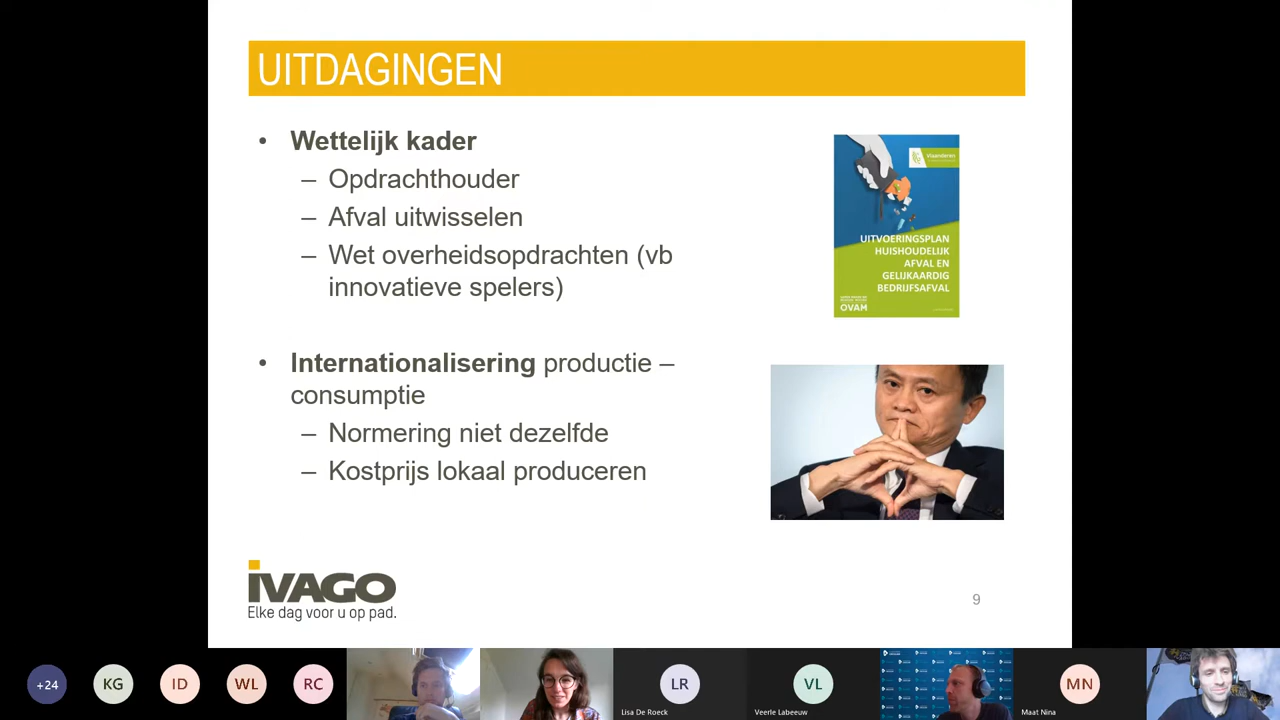 UITDAGINGEN
• Wettelijk kader
– Opdrachthouder
– Afval uitwisselen
– Wet overheidsopdrachten (vb
innovatieve spelers)
Vlaanderen
UITVOERINGSPLAN
HUISHOUDELIJK
AFVAL EN
GELIJKAARDIG
BEDRIJFSAFVAL
OVAM
• Internationalisering productie –
consumptie
– Normering niet dezelfde
– Kostprijs lokaal produceren
IVAGO
Elke dag voor u op pad.
9
+24
KG
ID
WL
RC
LR
Lisa De Roeck
VL
Veerle Labeeuw
MN
Maat Nina